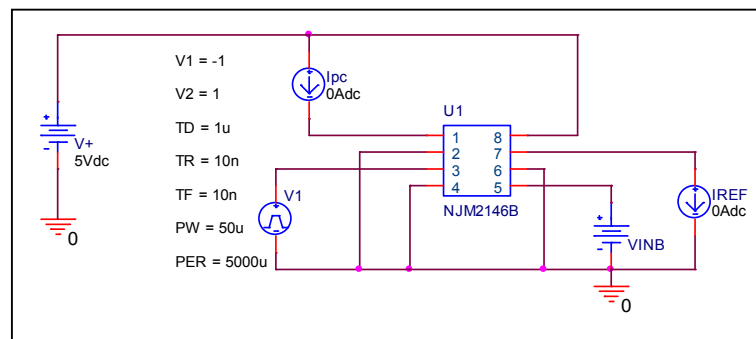 V1 = -1
V2 = 1
TD = 1u
TR = 10n
TF = 10n
PW = 50u
PER = 5000u
V+
5Vdc
0
Ipc
0Adc
V1
U1
1 8
2 7
3 6
4 5
NJM2146B
VINB
IREF
0Adc
0